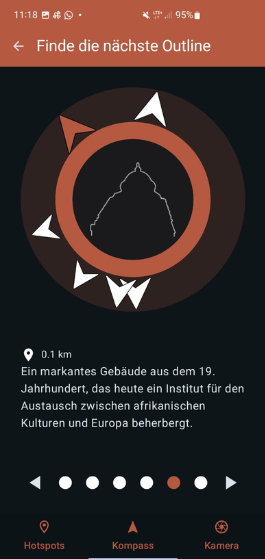 11:18
LTE+
95%
Finde die nächste Outline
0.1 km
Ein markantes Gebäude aus dem 19.
Jahrhundert, das heute ein Institut für den
Austausch zwischen afrikanischen
Kulturen und Europa beherbergt.
Hotspots Kompass Kamera